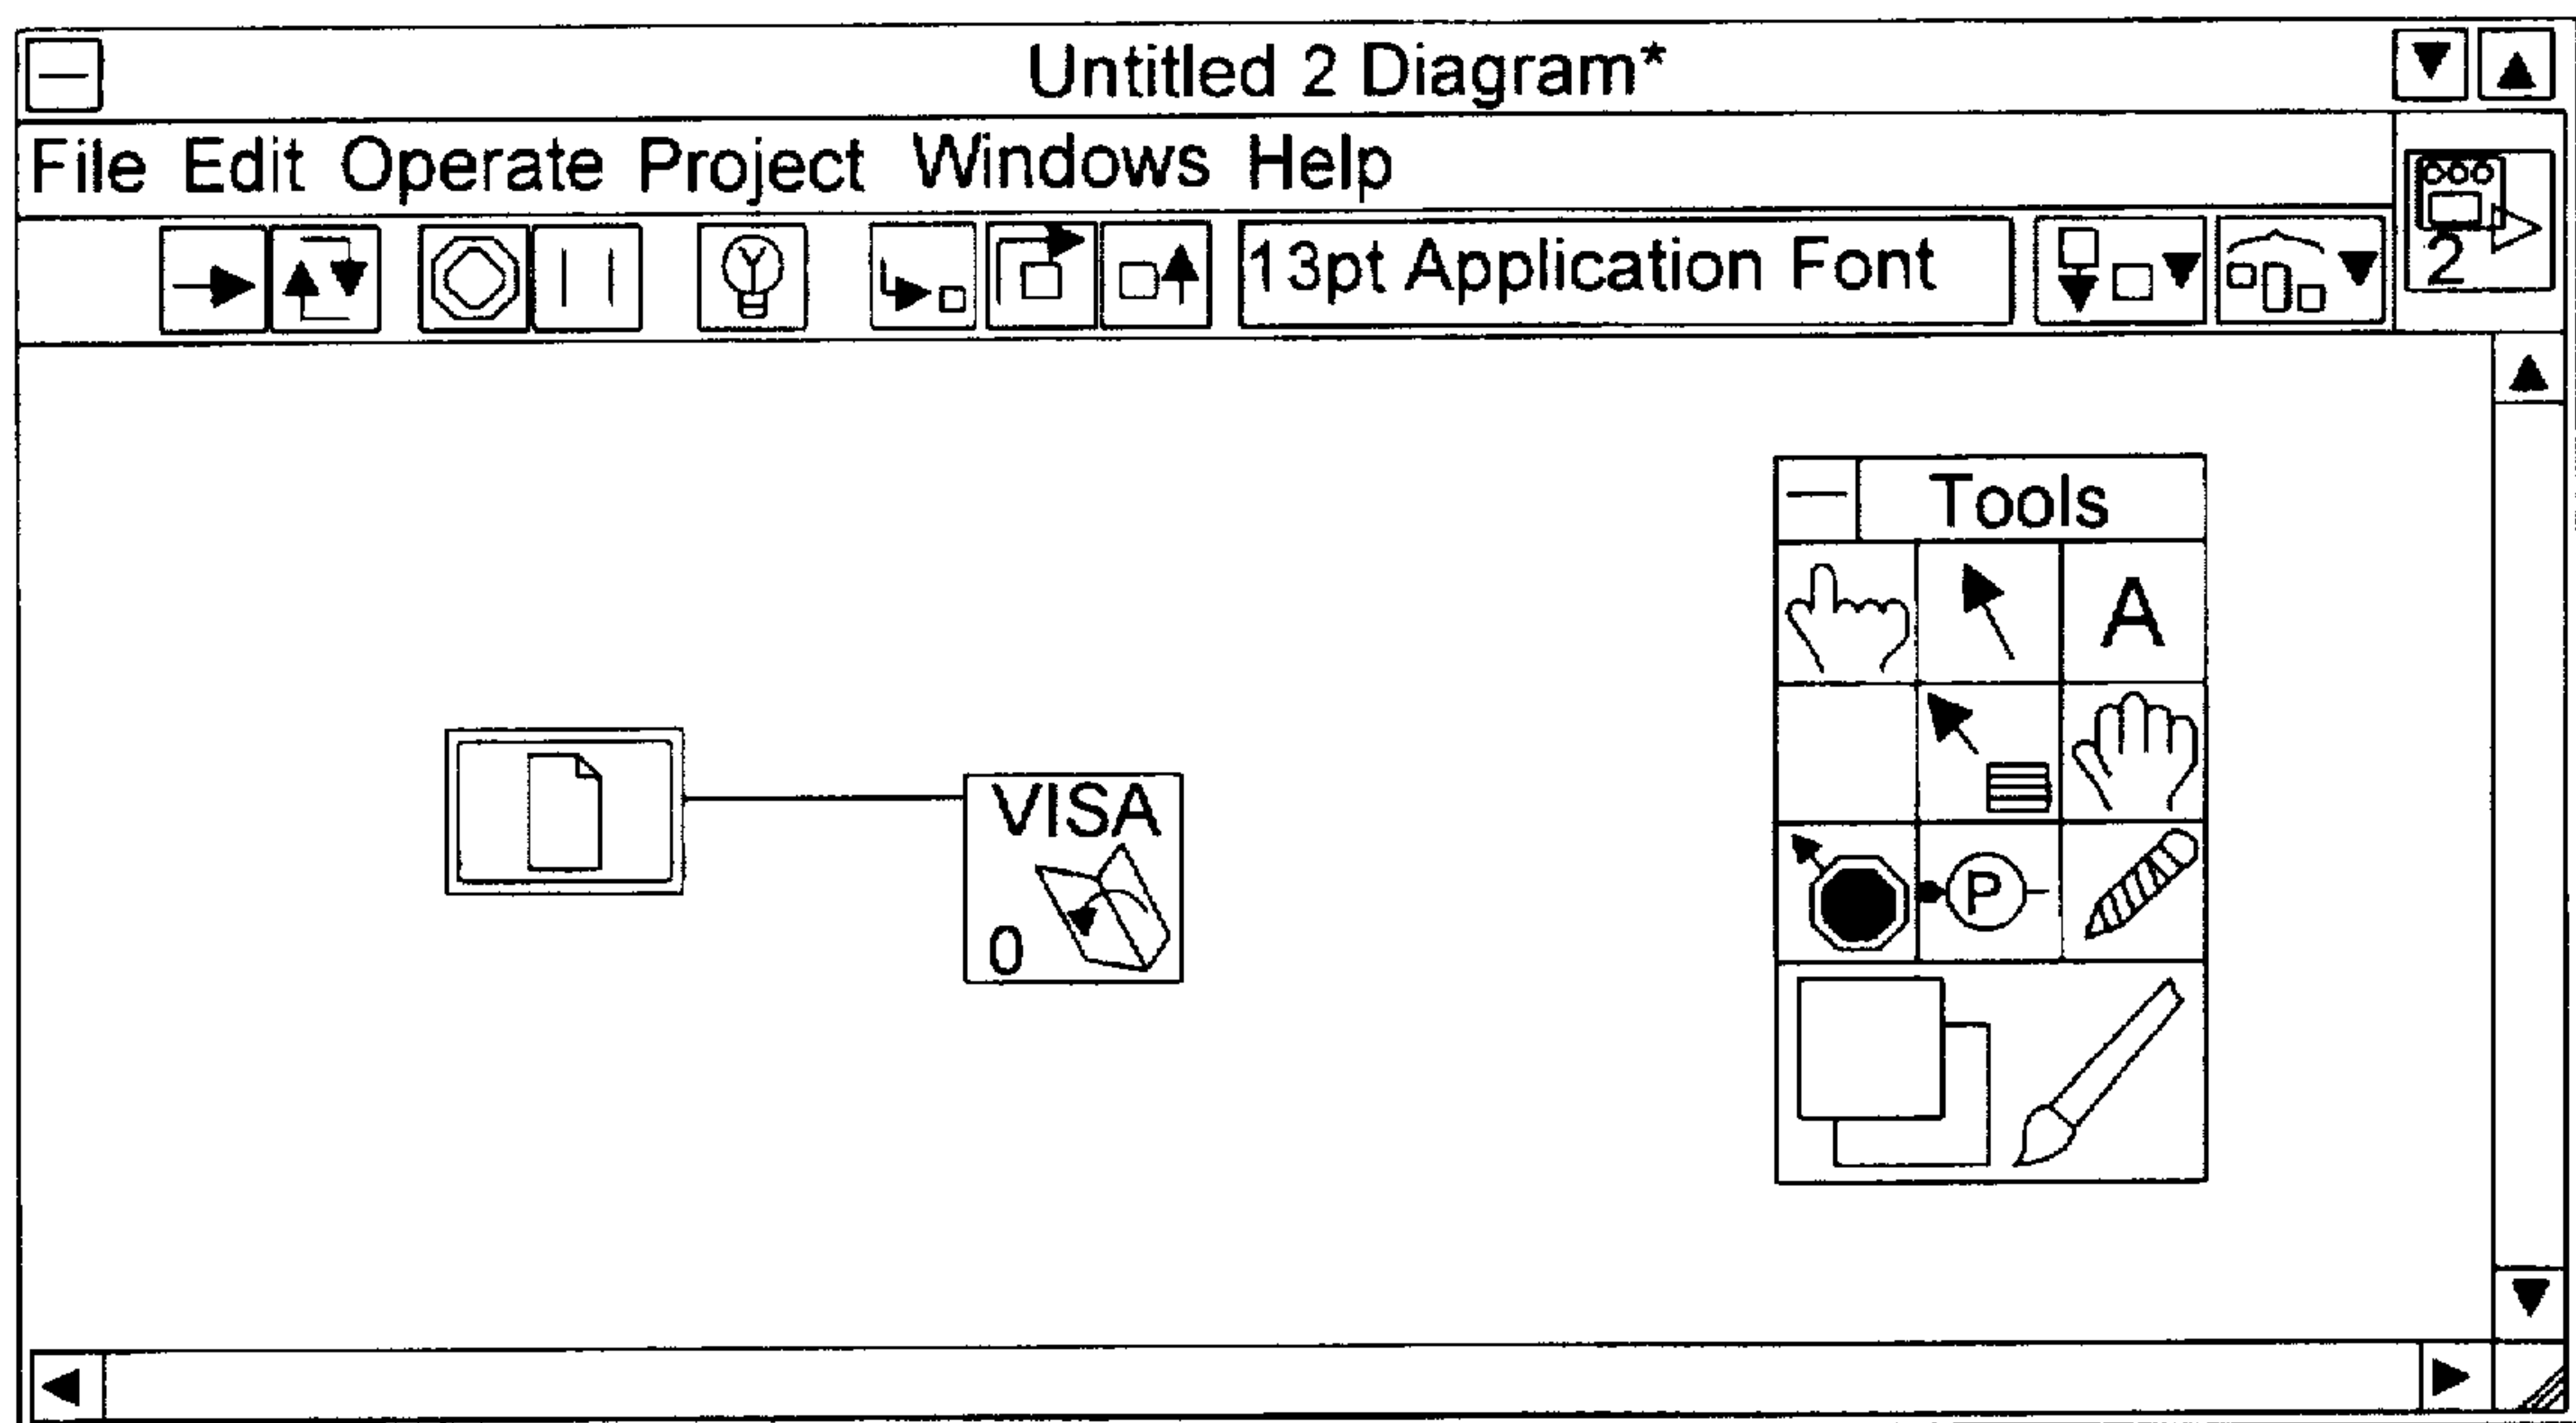 Untitled 2 Diagram*
File Edit Operate Project Windows Help
13pt Application Font
2
Tools
A
VISA
0
P